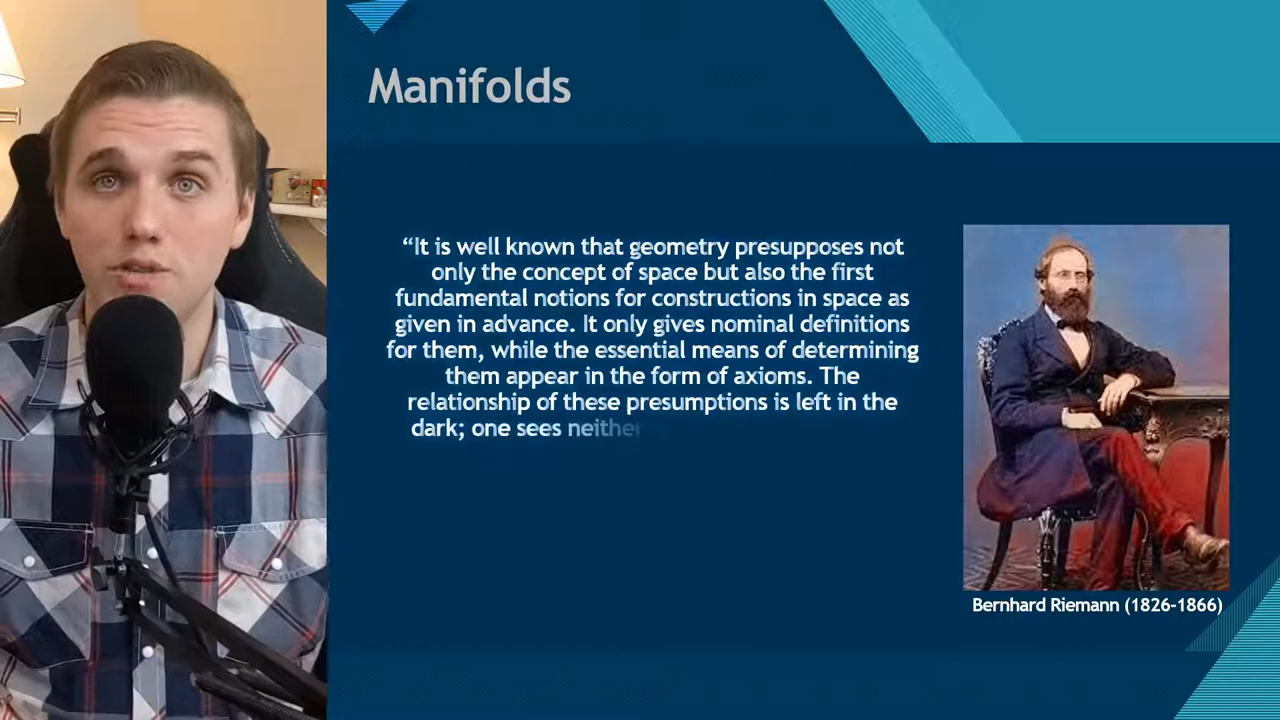 Manifolds
“It is well known that geometry presupposes not
only the concept of space but also the first
fundamental notions for constructions in space as
given in advance. It only gives nominal definitions
for them, while the essential means of determining
them appear in the form of axioms. The
relationship of these presumptions is left in the
dark; one sees neither
Bernhard Riemann (1826-1866)